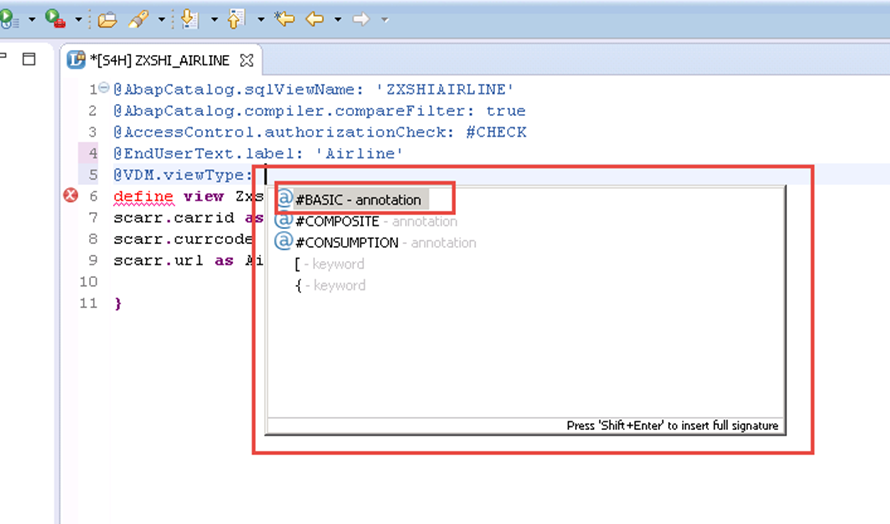 *[S4H] ZXSHI_AIRLINE
1 @AbapCatalog.sqlViewName: 'ZXSHIAIRLINE'
2 @AbapCatalog.compiler.compareFilter: true
3 @AccessControl.authorizationCheck: #CHECK
4 @EndUserText.label: 'Airline'
5 @VDM.viewType:
6 define view Zxs
#BASIC - annotation
7 scarr.carrid as
#COMPOSITE - annotation
8 scarr.currcode
#CONSUMPTION - annotation
9 scarr.url as Ai
[ - keyword
10
{ - keyword
11 }
Press 'Shift+Enter' to insert full signature